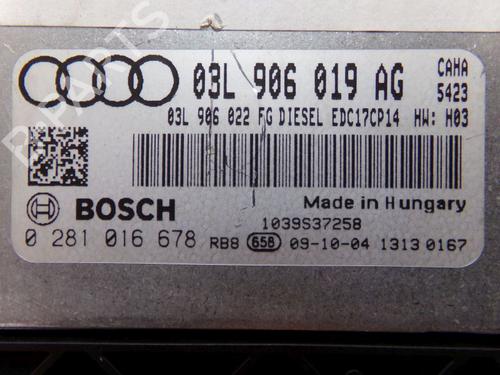 03L 906 019 AG CAHA
5423
03L 906 022 FG DIESEL EDC17CP14 HW: H03
BOSCH
Made in Hungary
1039S37258
0 281 016 678 RB8 658 09-10-04 1313 0167